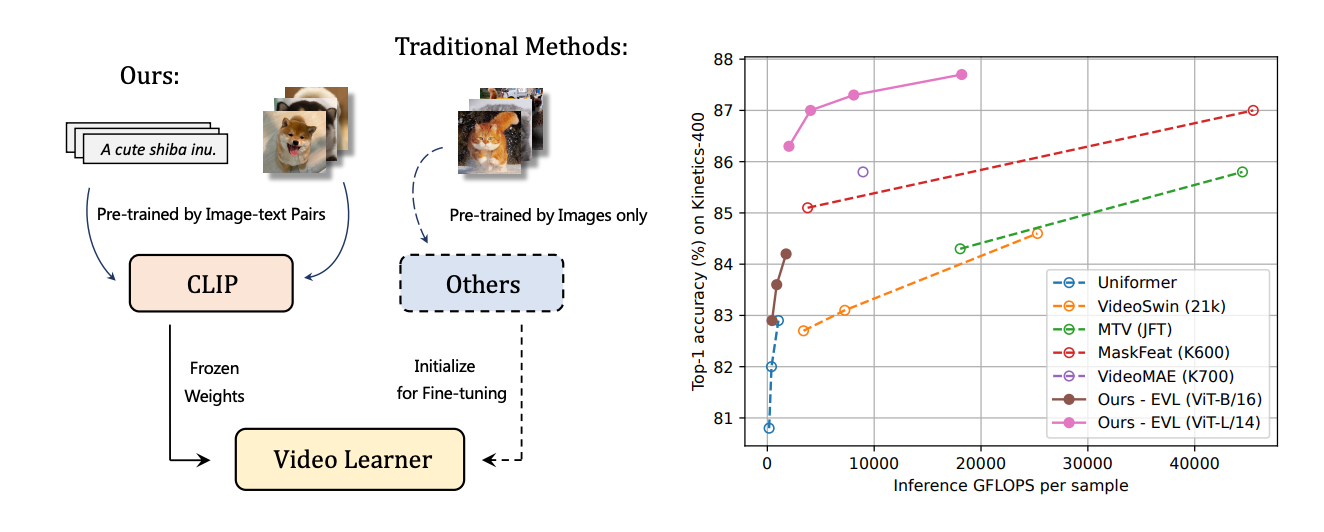 Ours:
Traditional Methods:
A cute shiba inu.
Pre-trained by Image-text Pairs
Pre-trained by Images only
CLIP
Others
Frozen
Weights
Initialize
for Fine-tuning
Video Learner
Top-1 accuracy (%) on Kinetics-400
88
87
86
85
84
83
82
81
0
10000
20000
30000
40000
Inference GFLOPS per sample
Uniformer
VideoSwin (21k)
MTV (JFT)
MaskFeat (K600)
VideoMAE (K700)
Ours - EVL (ViT-B/16)
Ours - EVL (ViT-L/14)